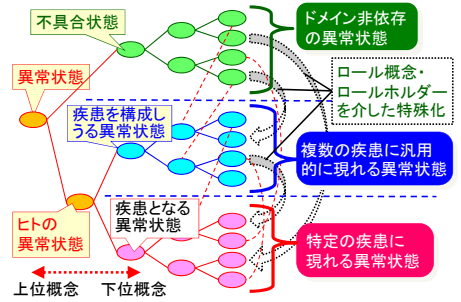 不具合状態
ドメイン非依存
の異常状態
異常状態
ロール概念・
ロールホルダー
を介した特殊化
疾患を構成し
うる異常状態
複数の疾患に汎用
的に現れる異常状態
ヒトの
異常状態
疾患となる
異常状態
特定の疾患に
現れる異常状態
上位概念
下位概念